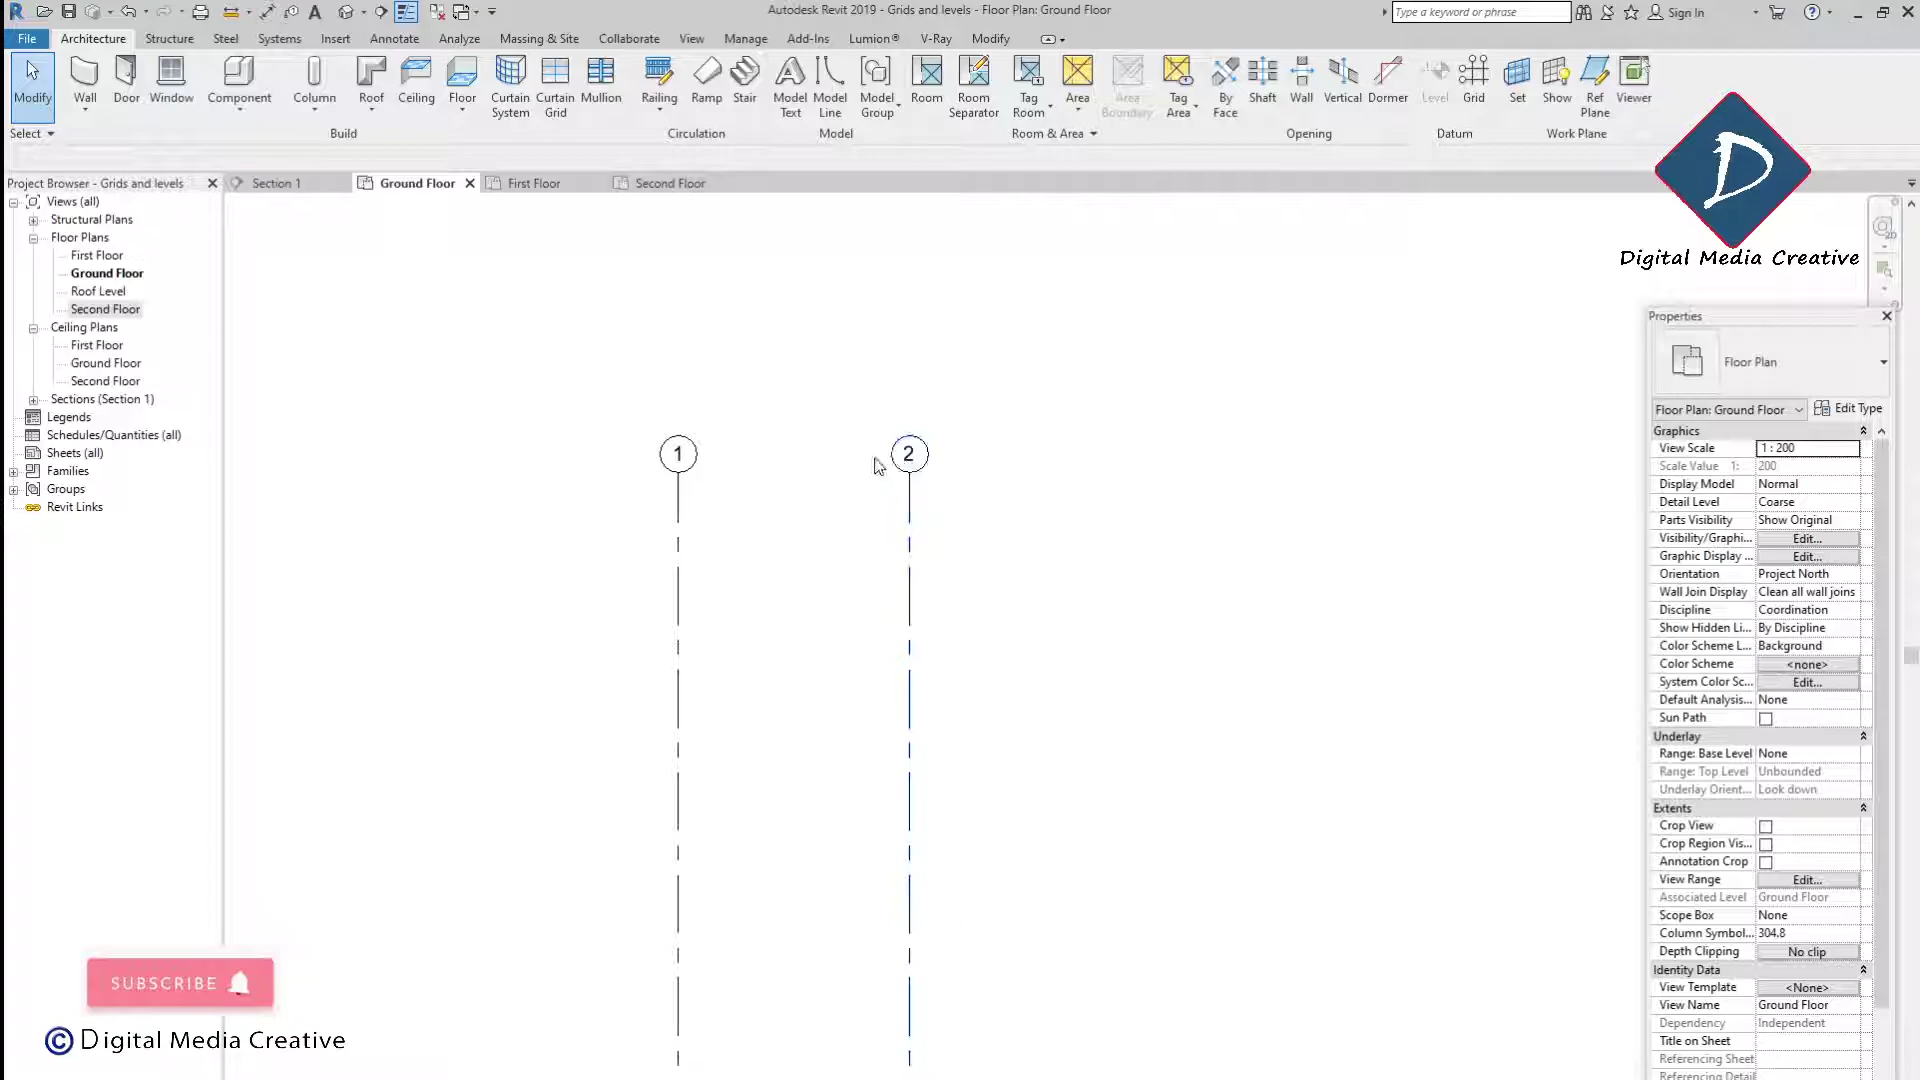 Autodesk Revit 2019 - Grids and levels - Floor Plan: Ground Floor
Type a keyword or phrase
Sign In
File Architecture Structure Steel Systems Insert Annotate Analyze Massing & Site Collaborate View Manage Add-Ins Lumion® V-Ray Modify
Modify Wall Door Window Component Column Roof Ceiling Floor Curtain System Curtain Grid Mullion Railing Ramp Stair Model Text Model Line Model Group Room Room Separator Tag Room Area Area Boundary Tag Area By Face Shaft Wall Vertical Dormer Level Grid Set Show Ref Plane Viewer
Select Build Circulation Model Room & Area Opening Datum Work Plane
Project Browser - Grids and levels
Section 1 Ground Floor First Floor Second Floor
Views (all)
Structural Plans
Floor Plans
First Floor
Ground Floor
Roof Level
Second Floor
Ceiling Plans
First Floor
Ground Floor
Second Floor
Sections (Section 1)
Legends
Schedules/Quantities (all)
Sheets (all)
Families
Groups
Revit Links
1
2
D
Digital Media Creative
Properties
Floor Plan
Floor Plan: Ground Floor Edit Type
Graphics
View Scale 1 : 200
Scale Value 1: 200
Display Model Normal
Detail Level Coarse
Parts Visibility Show Original
Visibility/Graphi... Edit...
Graphic Display ... Edit...
Orientation Project North
Wall Join Display Clean all wall joins
Discipline Coordination
Show Hidden Li... By Discipline
Color Scheme L... Background
Color Scheme <none>
System Color Sc... Edit...
Default Analysis... None
Sun Path
Underlay
Range: Base Level None
Range: Top Level Unbounded
Underlay Orient... Look down
Extents
Crop View
Crop Region Vis...
Annotation Crop
View Range Edit...
Associated Level Ground Floor
Scope Box None
Column Symbol... 304.8
Depth Clipping No clip
Identity Data
View Template <None>
View Name Ground Floor
Dependency Independent
Title on Sheet
Referencing Sheet
Referencing Detail
SUBSCRIBE
© Digital Media Creative